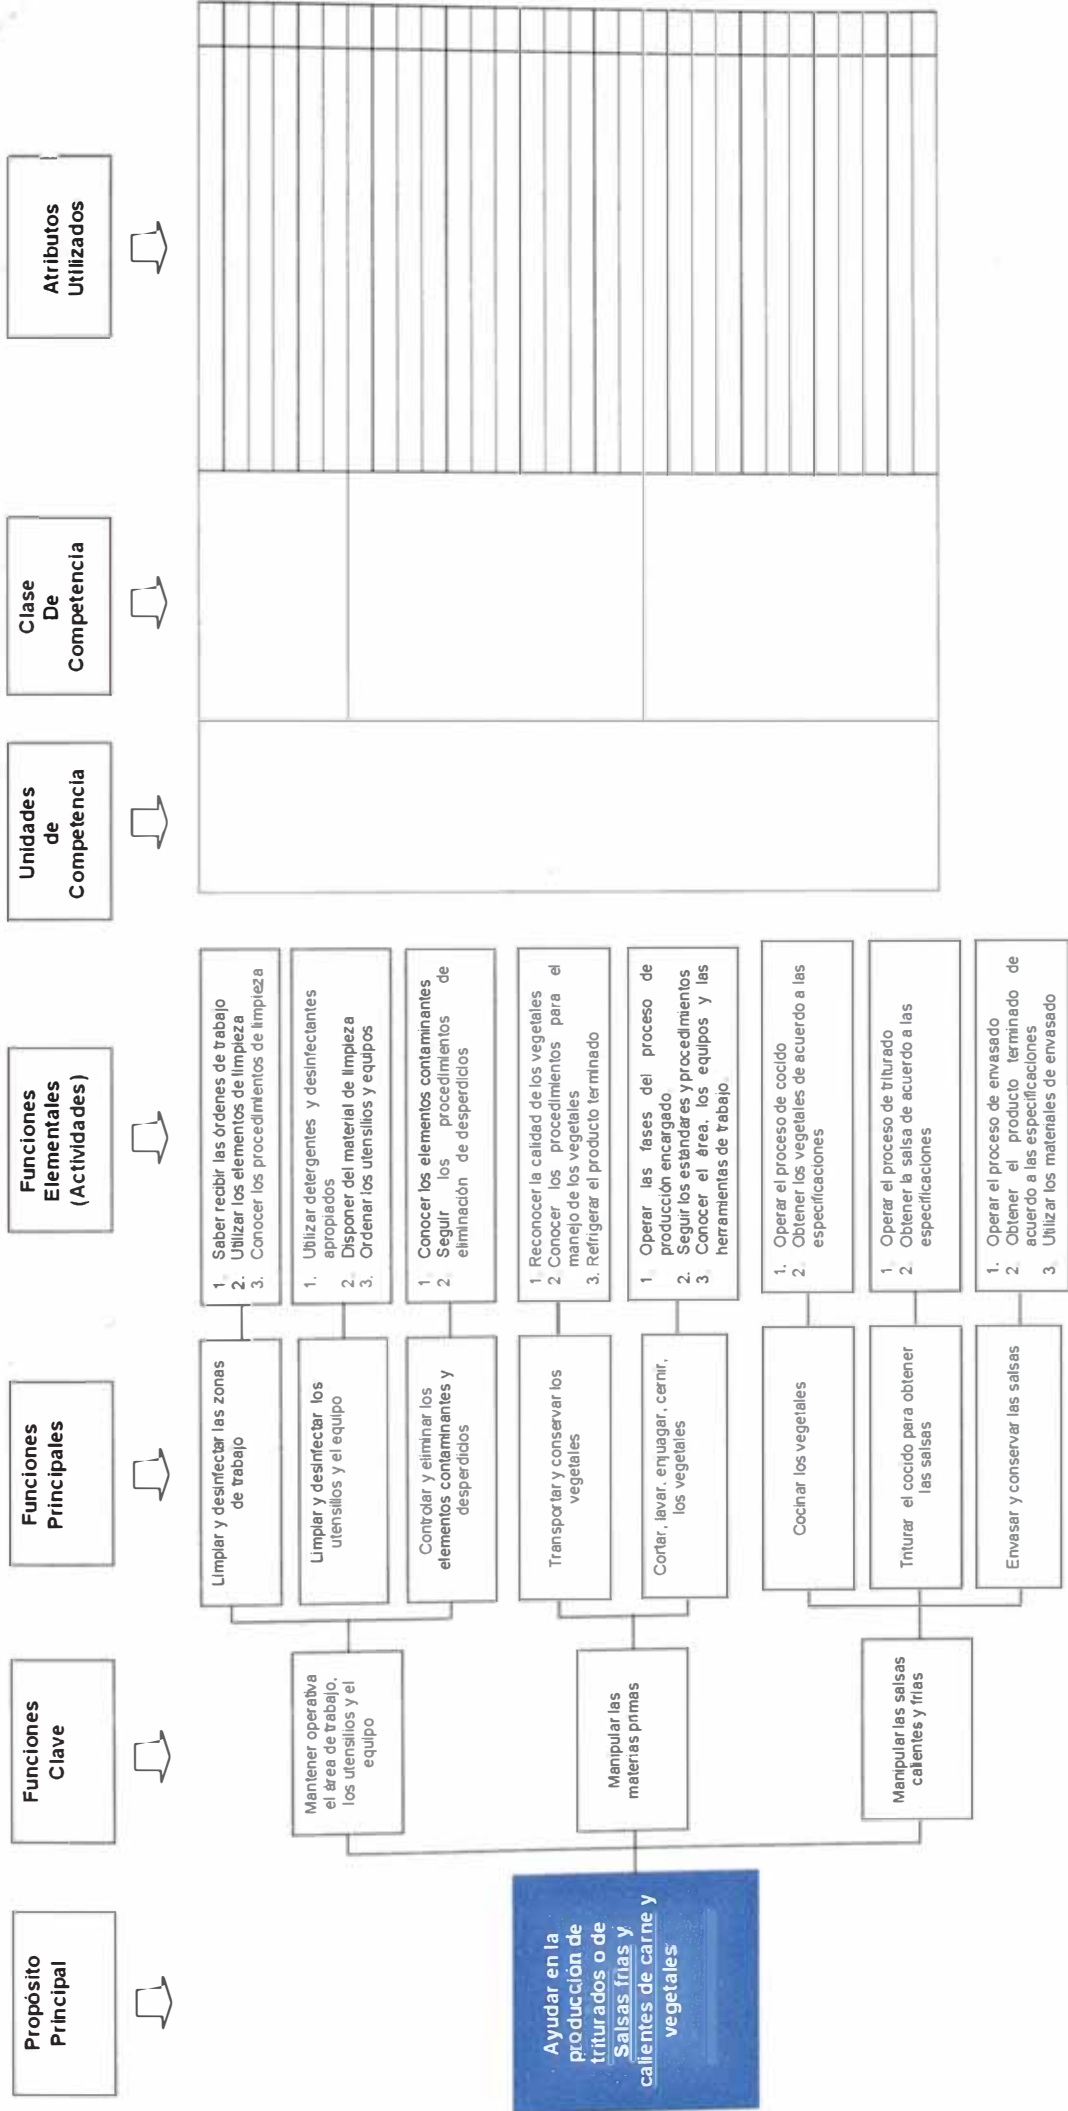 Propósito
Principal
Funciones
Clave
Funciones
Principales
Funciones
Elementales
(Actividades)
Unidades
de
Competencia
Clase
De
Competencia
Atributos
Utilizados
Ayudar en la
producción de
triturados o de
Salsas frías y
calientes de carne y
vegetales
Mantener operativa
el área de trabajo,
los utensilios y el
equipo
Manipular las
materias primas
Manipular las salsas
calientes y frías
Limpiar y desinfectar las zonas
de trabajo
Limpiar y desinfectar los
utensilios y el equipo
Controlar y eliminar los
elementos contaminantes y
desperdicios
Transportar y conservar los
vegetales
Cortar, lavar, enjuagar, cernir,
los vegetales
Cocinar los vegetales
Triturar el cocido para obtener
las salsas
Envasar y conservar las salsas
1. Saber recibir las órdenes de trabajo
2. Utilizar los elementos de limpieza
3. Conocer los procedimientos de limpieza
1. Utilizar detergentes y desinfectantes
apropiados
2. Disponer del material de limpieza
3. Ordenar los utensilios y equipos
1. Conocer los elementos contaminantes
2. Seguir los procedimientos de
eliminación de desperdicios
1. Reconocer la calidad de los vegetales
2. Conocer los procedimientos para el
manejo de los vegetales
3. Refrigerar el producto terminado
1. Operar las fases del proceso de
producción encargado.
2. Seguir los estándares y procedimientos
3. Conocer el área, los equipos y las
herramientas de trabajo.
1. Operar el proceso de cocido
2. Obtener los vegetales de acuerdo a las
especificaciones
1. Operar el proceso de triturado
2. Obtener la salsa de acuerdo a las
especificaciones
1. Operar el proceso de envasado
2. Obtener el producto terminado de
acuerdo a las especificaciones
3. Utilizar los materiales de envasado